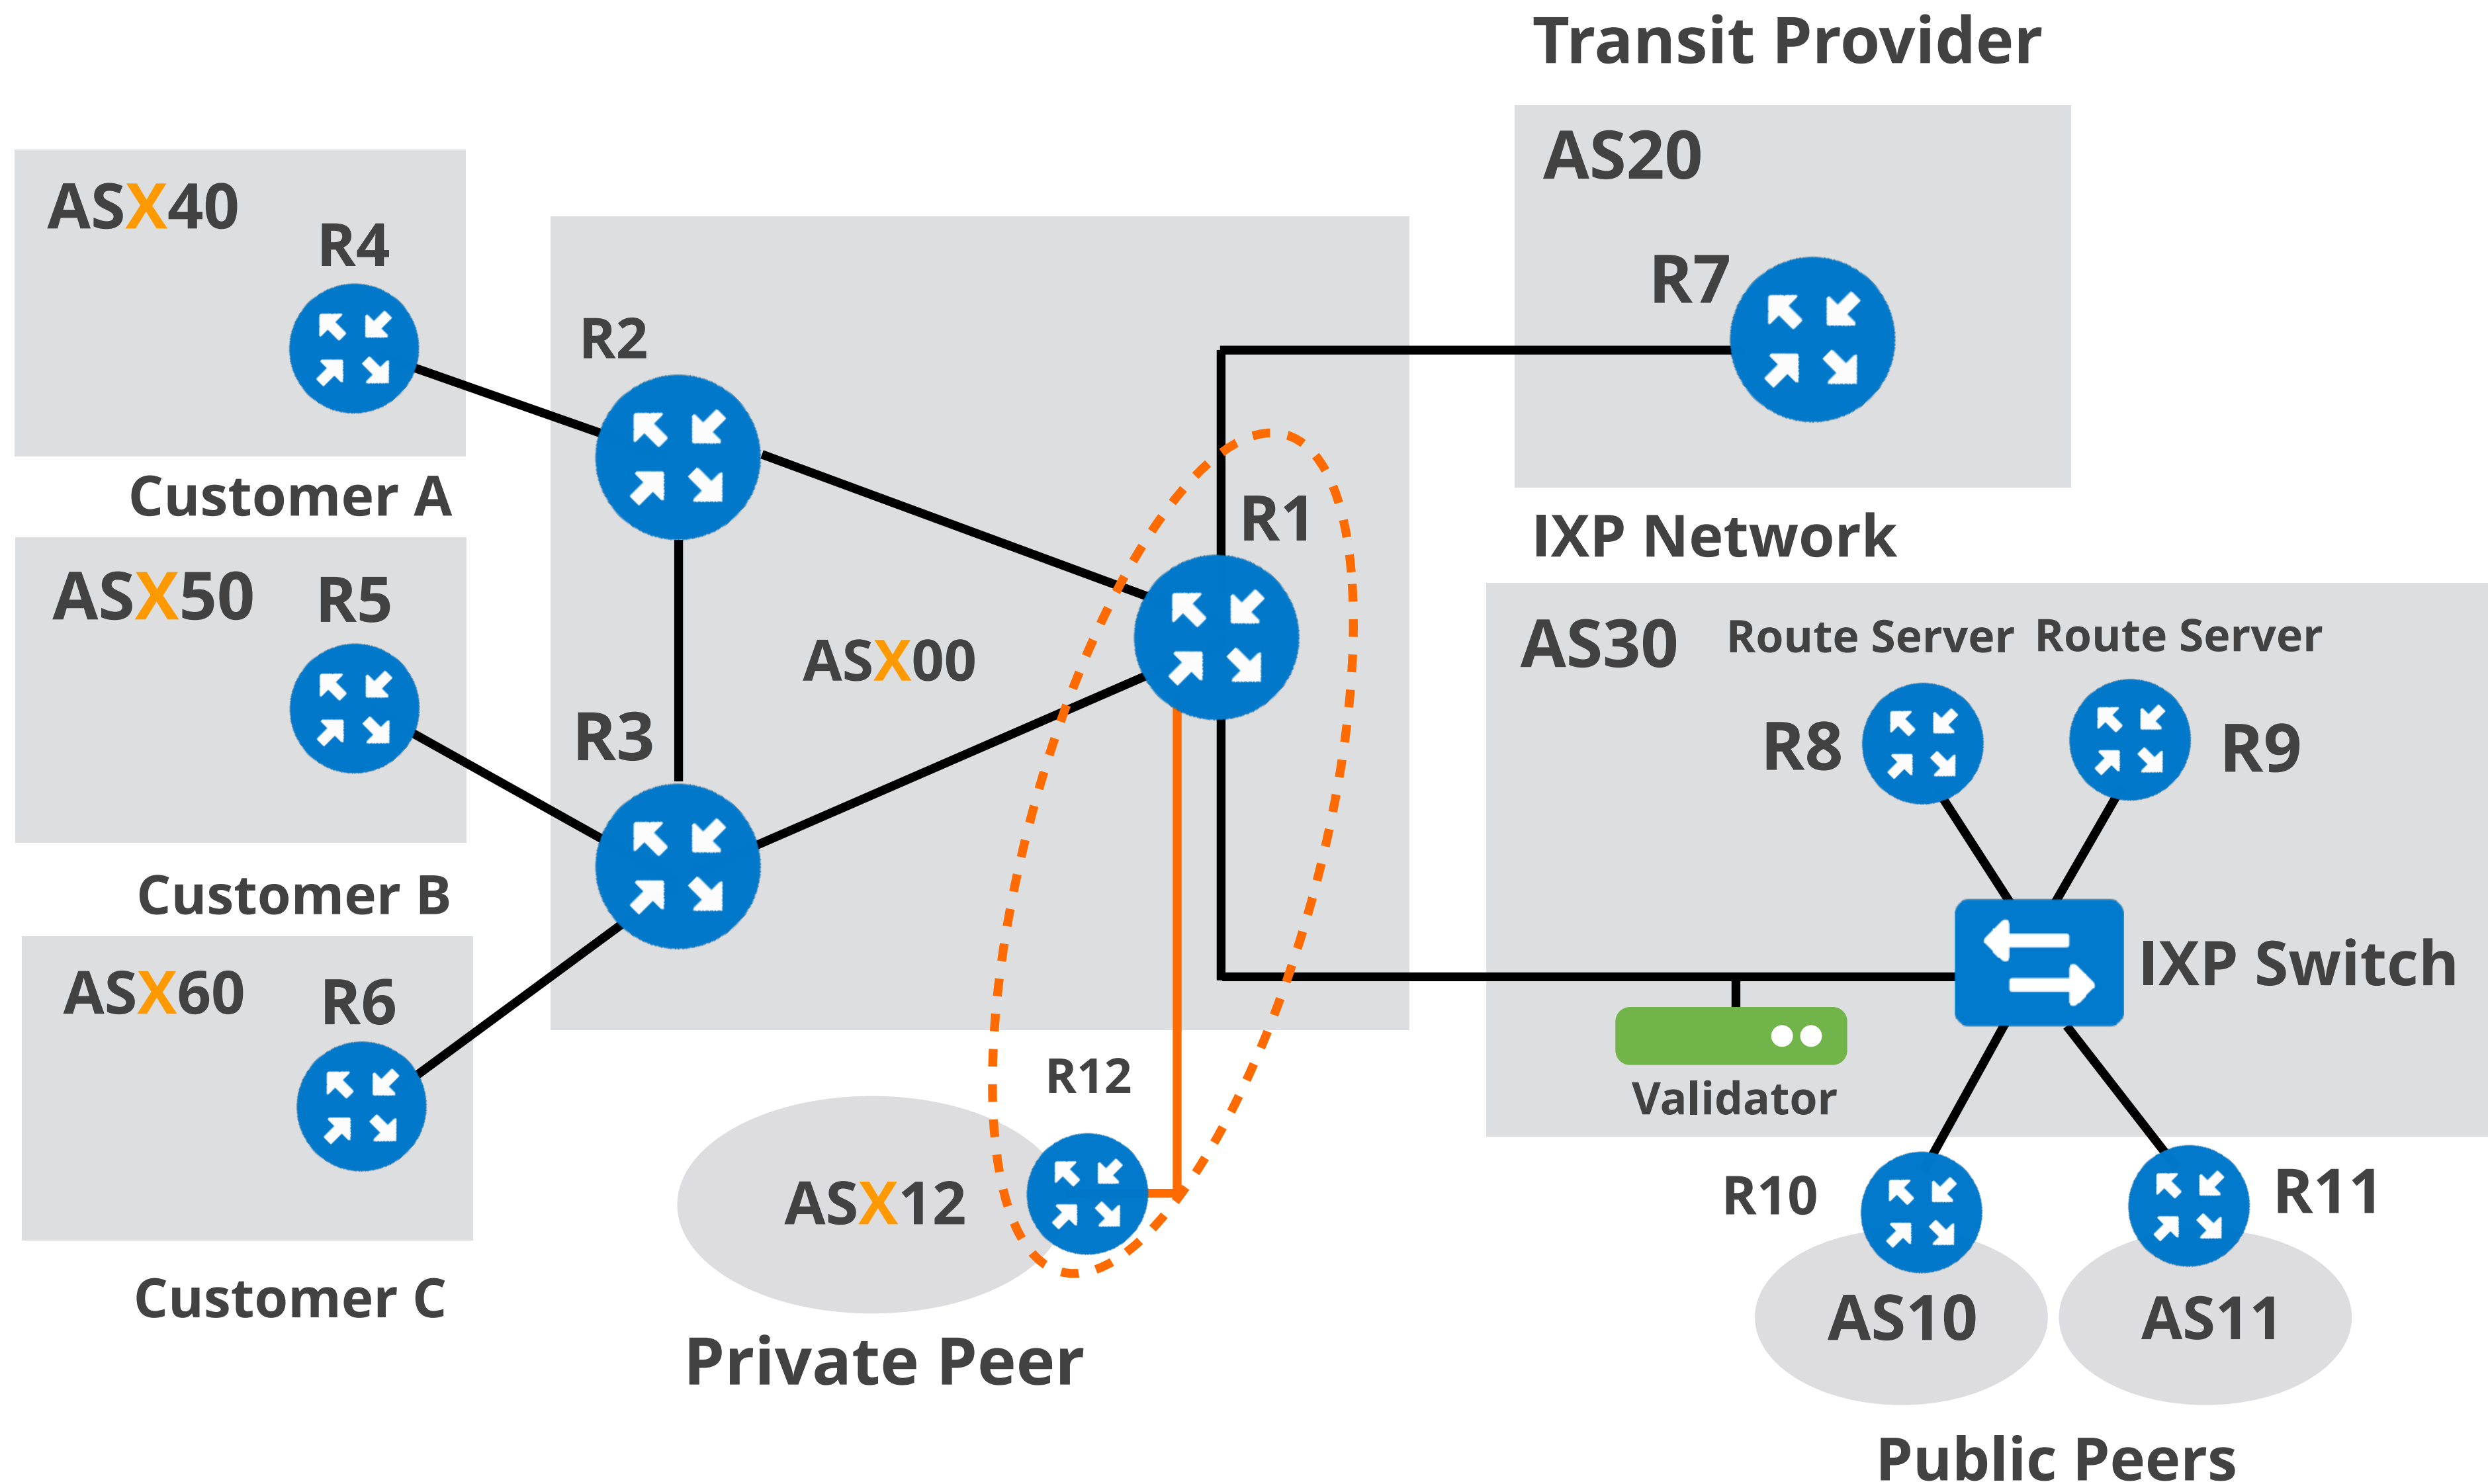 Transit Provider
AS20
R7
ASX40
R4
Customer A
R2
R1
IXP Network
ASX50
R5
Customer B
ASX00
R3
AS30
Route Server
Route Server
R8
R9
IXP Switch
Validator
ASX60
R6
Customer C
R12
ASX12
Private Peer
R10
R11
AS10
AS11
Public Peers